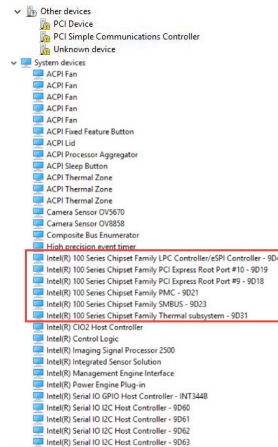 Other devices
PCI Device
PCI Simple Communications Controller
Unknown device
System devices
ACPI Fan
ACPI Fan
ACPI Fan
ACPI Fan
ACPI Fan
ACPI Fixed Feature Button
ACPI Lid
ACPI Processor Aggregator
ACPI Sleep Button
ACPI Thermal Zone
ACPI Thermal Zone
ACPI Thermal Zone
Camera Sensor OV5670
Camera Sensor OV8858
Composite Bus Enumerator
High precision event timer
Intel(R) 100 Series Chipset Family LPC Controller/eSPI Controller - 9D4
Intel(R) 100 Series Chipset Family PCI Express Root Port #10 - 9D19
Intel(R) 100 Series Chipset Family PCI Express Root Port #9 - 9D18
Intel(R) 100 Series Chipset Family PMC - 9D21
Intel(R) 100 Series Chipset Family SMBUS - 9D23
Intel(R) 100 Series Chipset Family Thermal subsystem - 9D31
Intel(R) CIO2 Host Controller
Intel(R) Control Logic
Intel(R) Imaging Signal Processor 2500
Intel(R) Integrated Sensor Solution
Intel(R) Management Engine Interface
Intel(R) Power Engine Plug-in
Intel(R) Serial IO GPIO Host Controller - INT344B
Intel(R) Serial IO I2C Host Controller - 9D60
Intel(R) Serial IO I2C Host Controller - 9D61
Intel(R) Serial IO I2C Host Controller - 9D62
Intel(R) Serial IO I2C Host Controller - 9D63